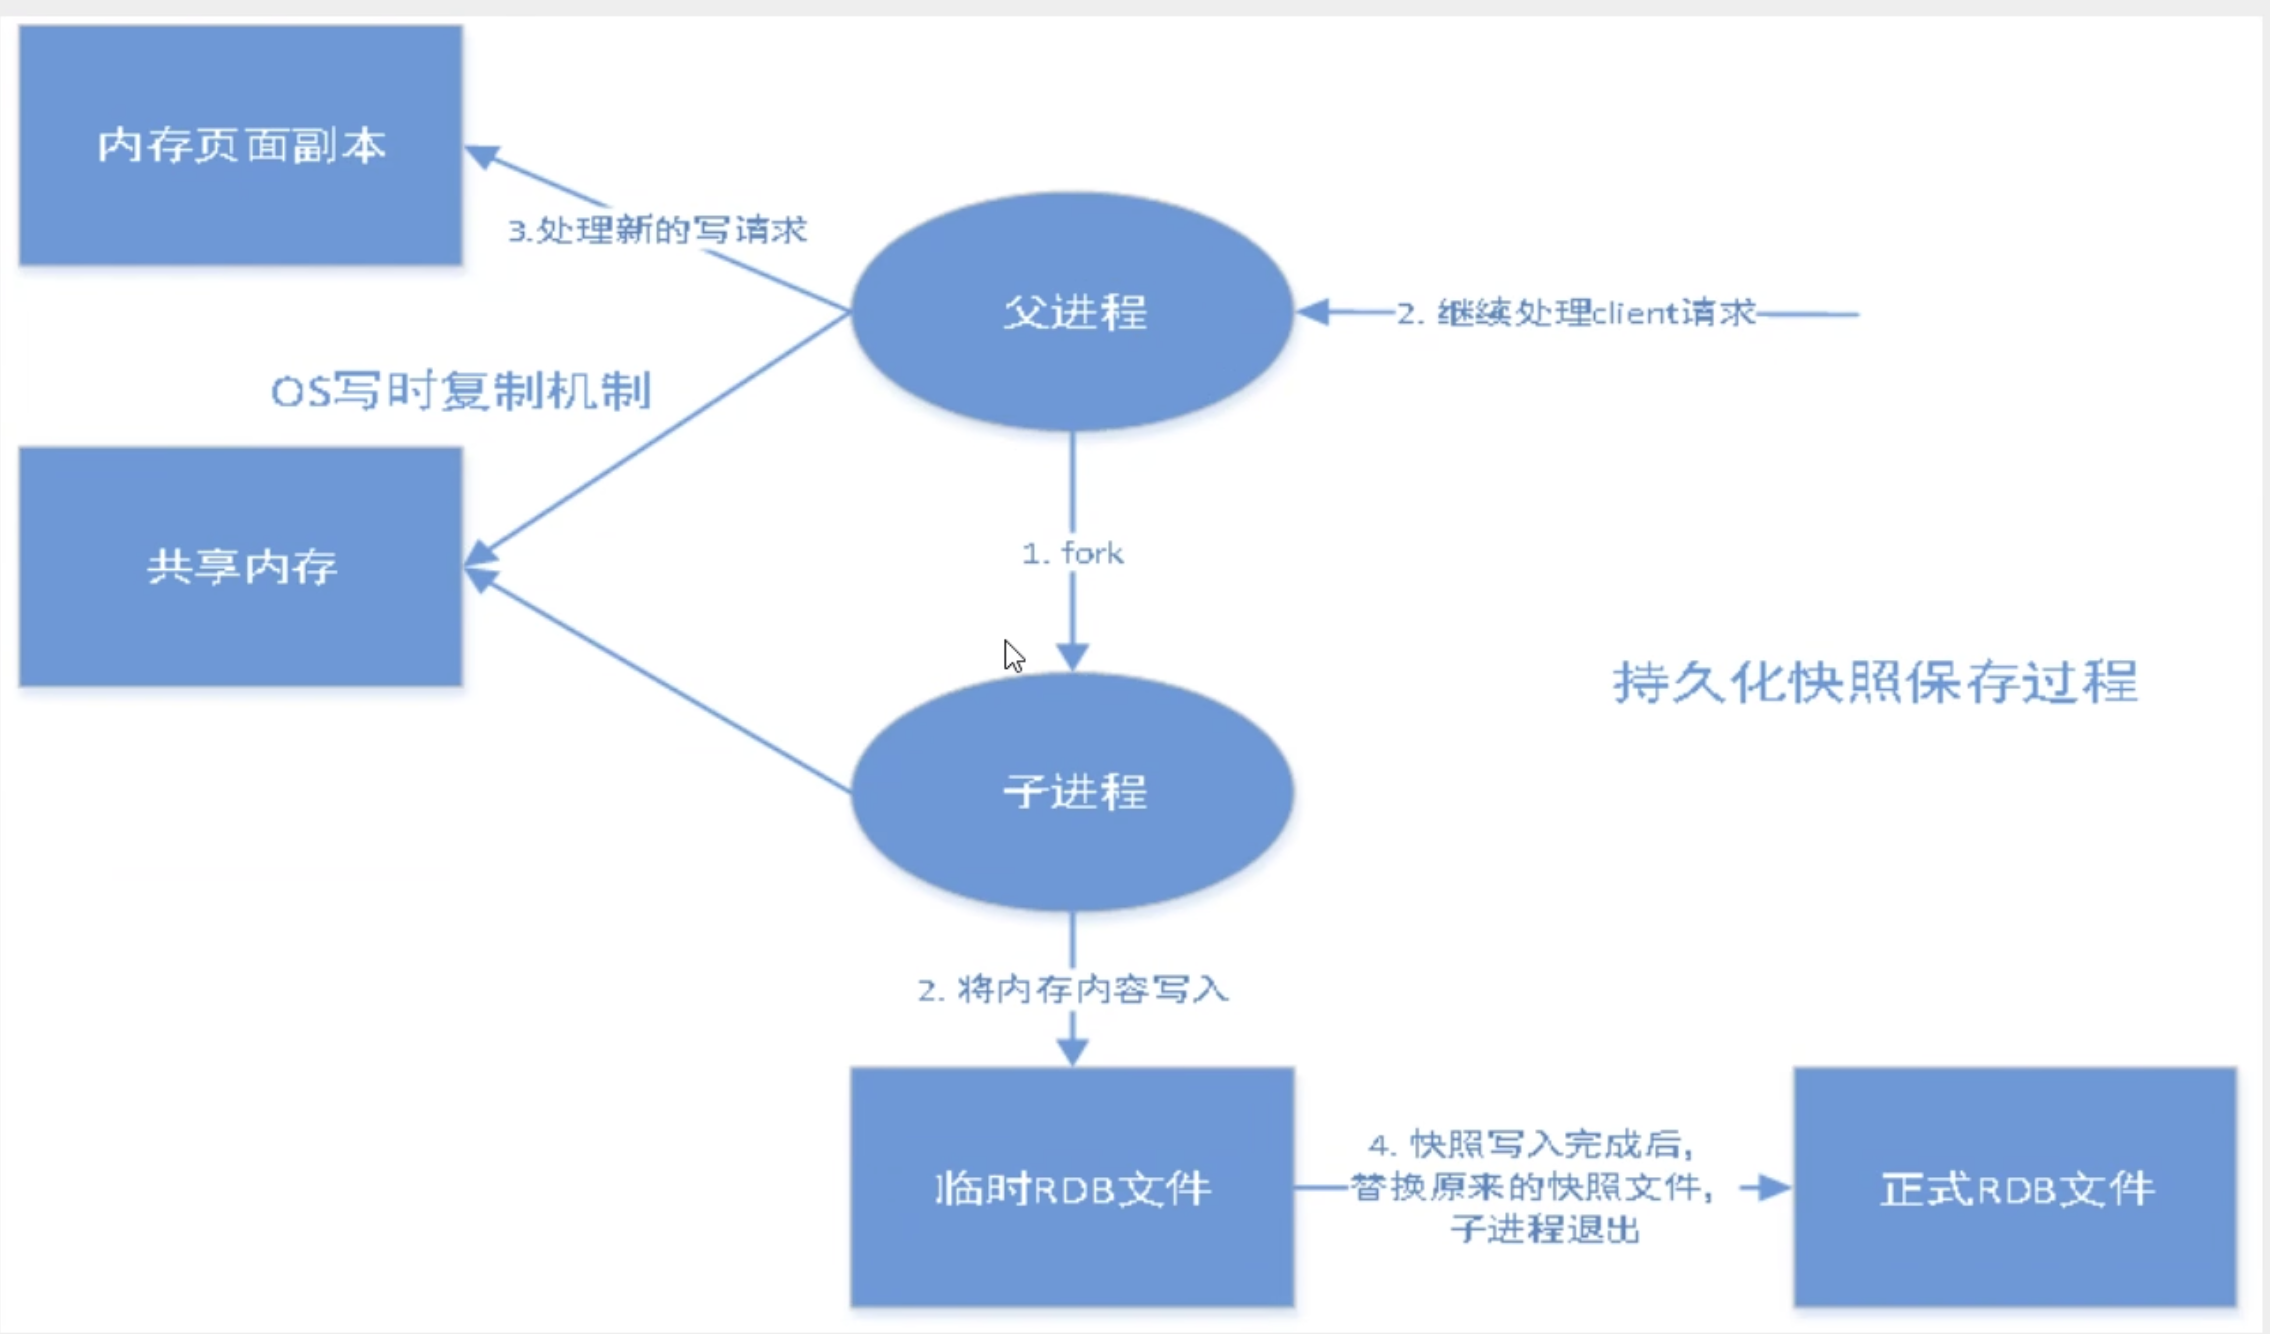 内存页面副本
3.处理新的写请求
父进程
2. 继续处理client请求
OS写时复制机制
共享内存
1. fork
持久化快照保存过程
子进程
2. 将内存内容写入
临时RDB文件
4. 快照写入完成后,
替换原来的快照文件,
子进程退出
正式RDB文件